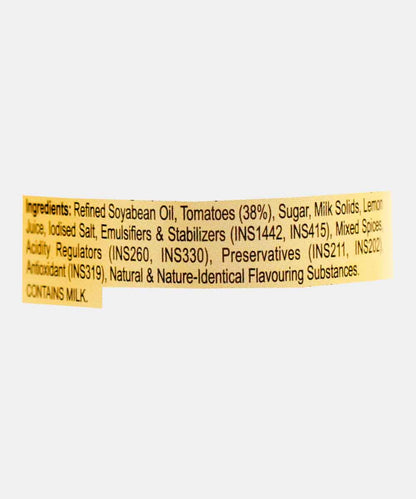 Ingredients: Refined Soyabean Oil, Tomatoes (38%), Sugar, Milk Solids, Lemon
Juice, Iodised Salt, Emulsifiers & Stabilizers (INS1442, INS415), Mixed Spices,
Acidity Regulators (INS260, INS330), Preservatives (INS211, INS202)
Antioxidant (INS319), Natural & Nature-Identical Flavouring Substances.
CONTAINS MILK.